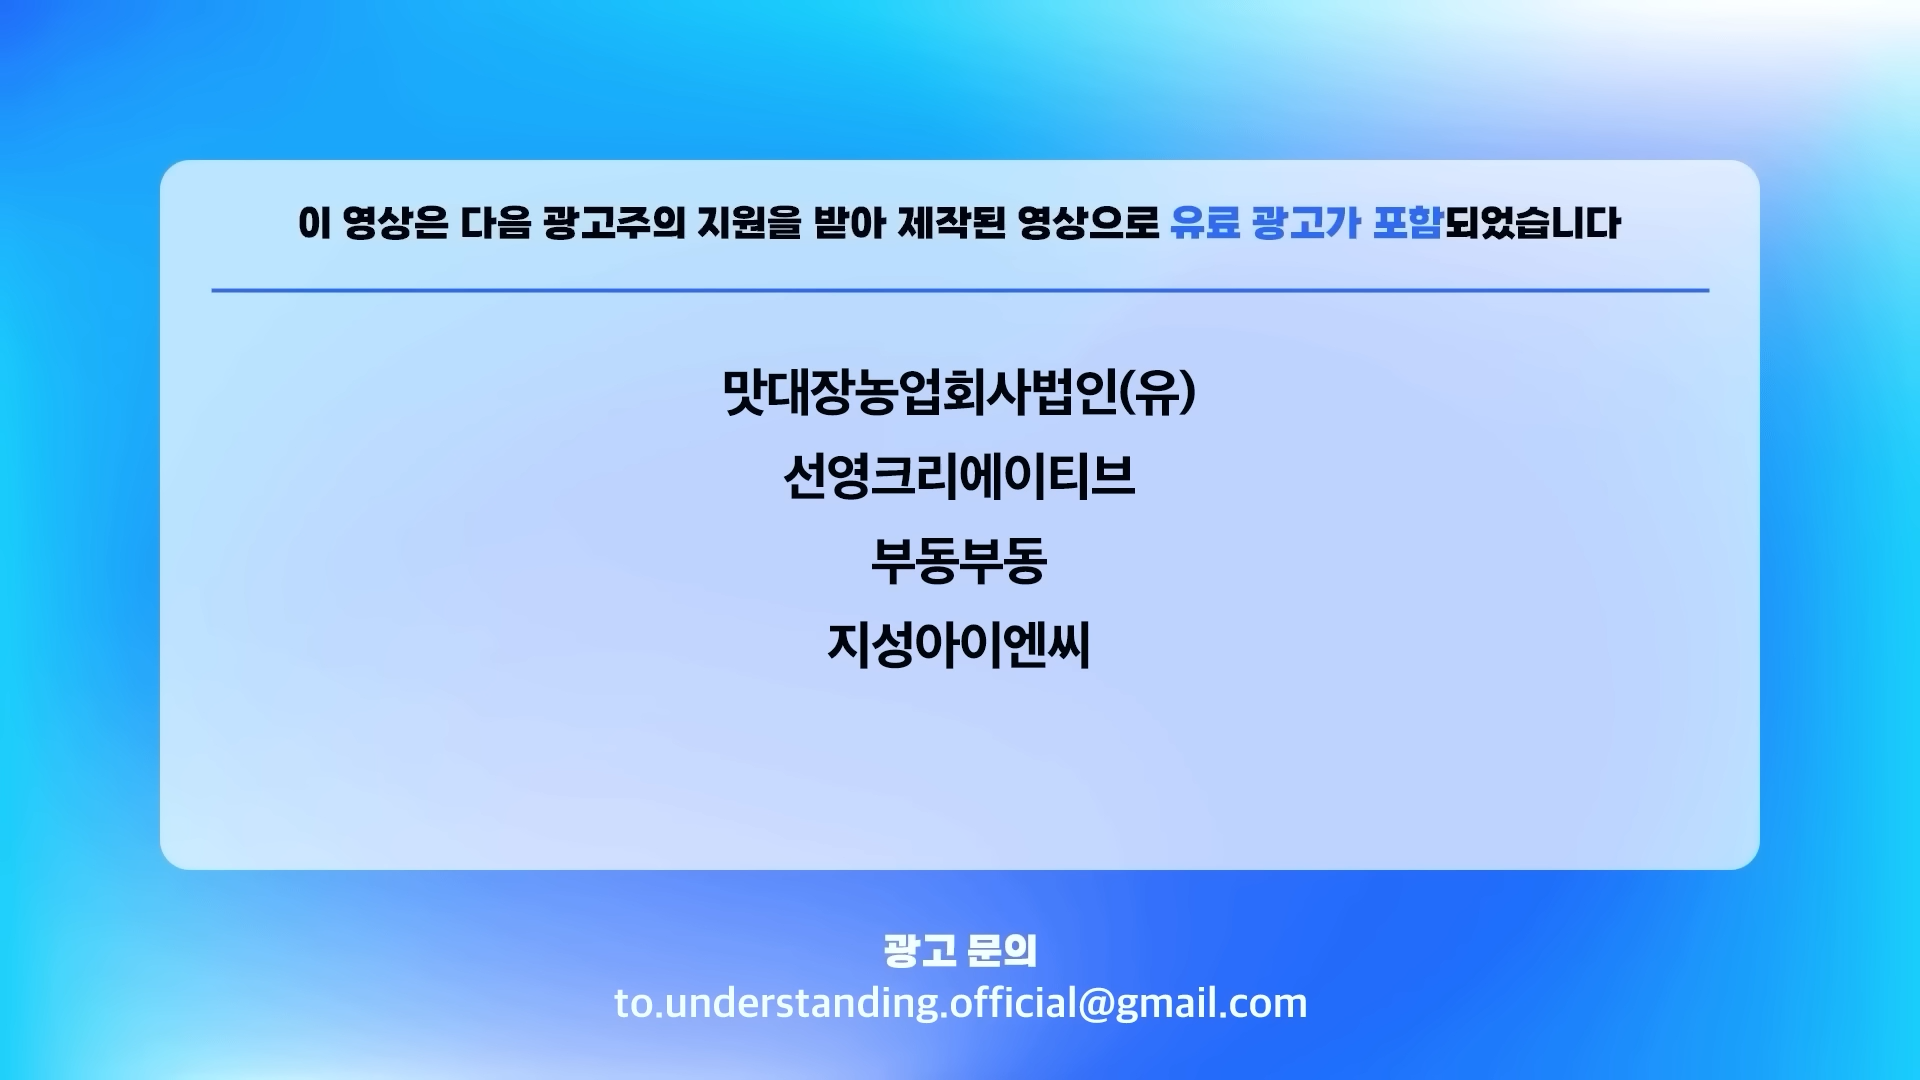 이 영상은 다음 광고주의 지원을 받아 제작된 영상으로 유료 광고가 포함되었습니다
맛대장농업회사법인(유)
선영크리에이티브
부동부동
지성아이엔씨
광고 문의
to.understanding.official@gmail.com